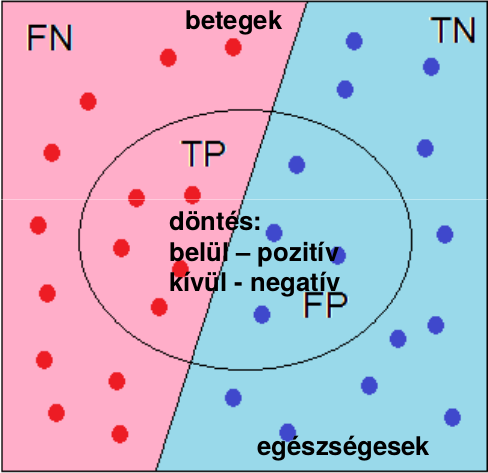 betegek
FN
TN
TP
döntés:
belül – pozitív
kívül - negatív
FP
egészségesek